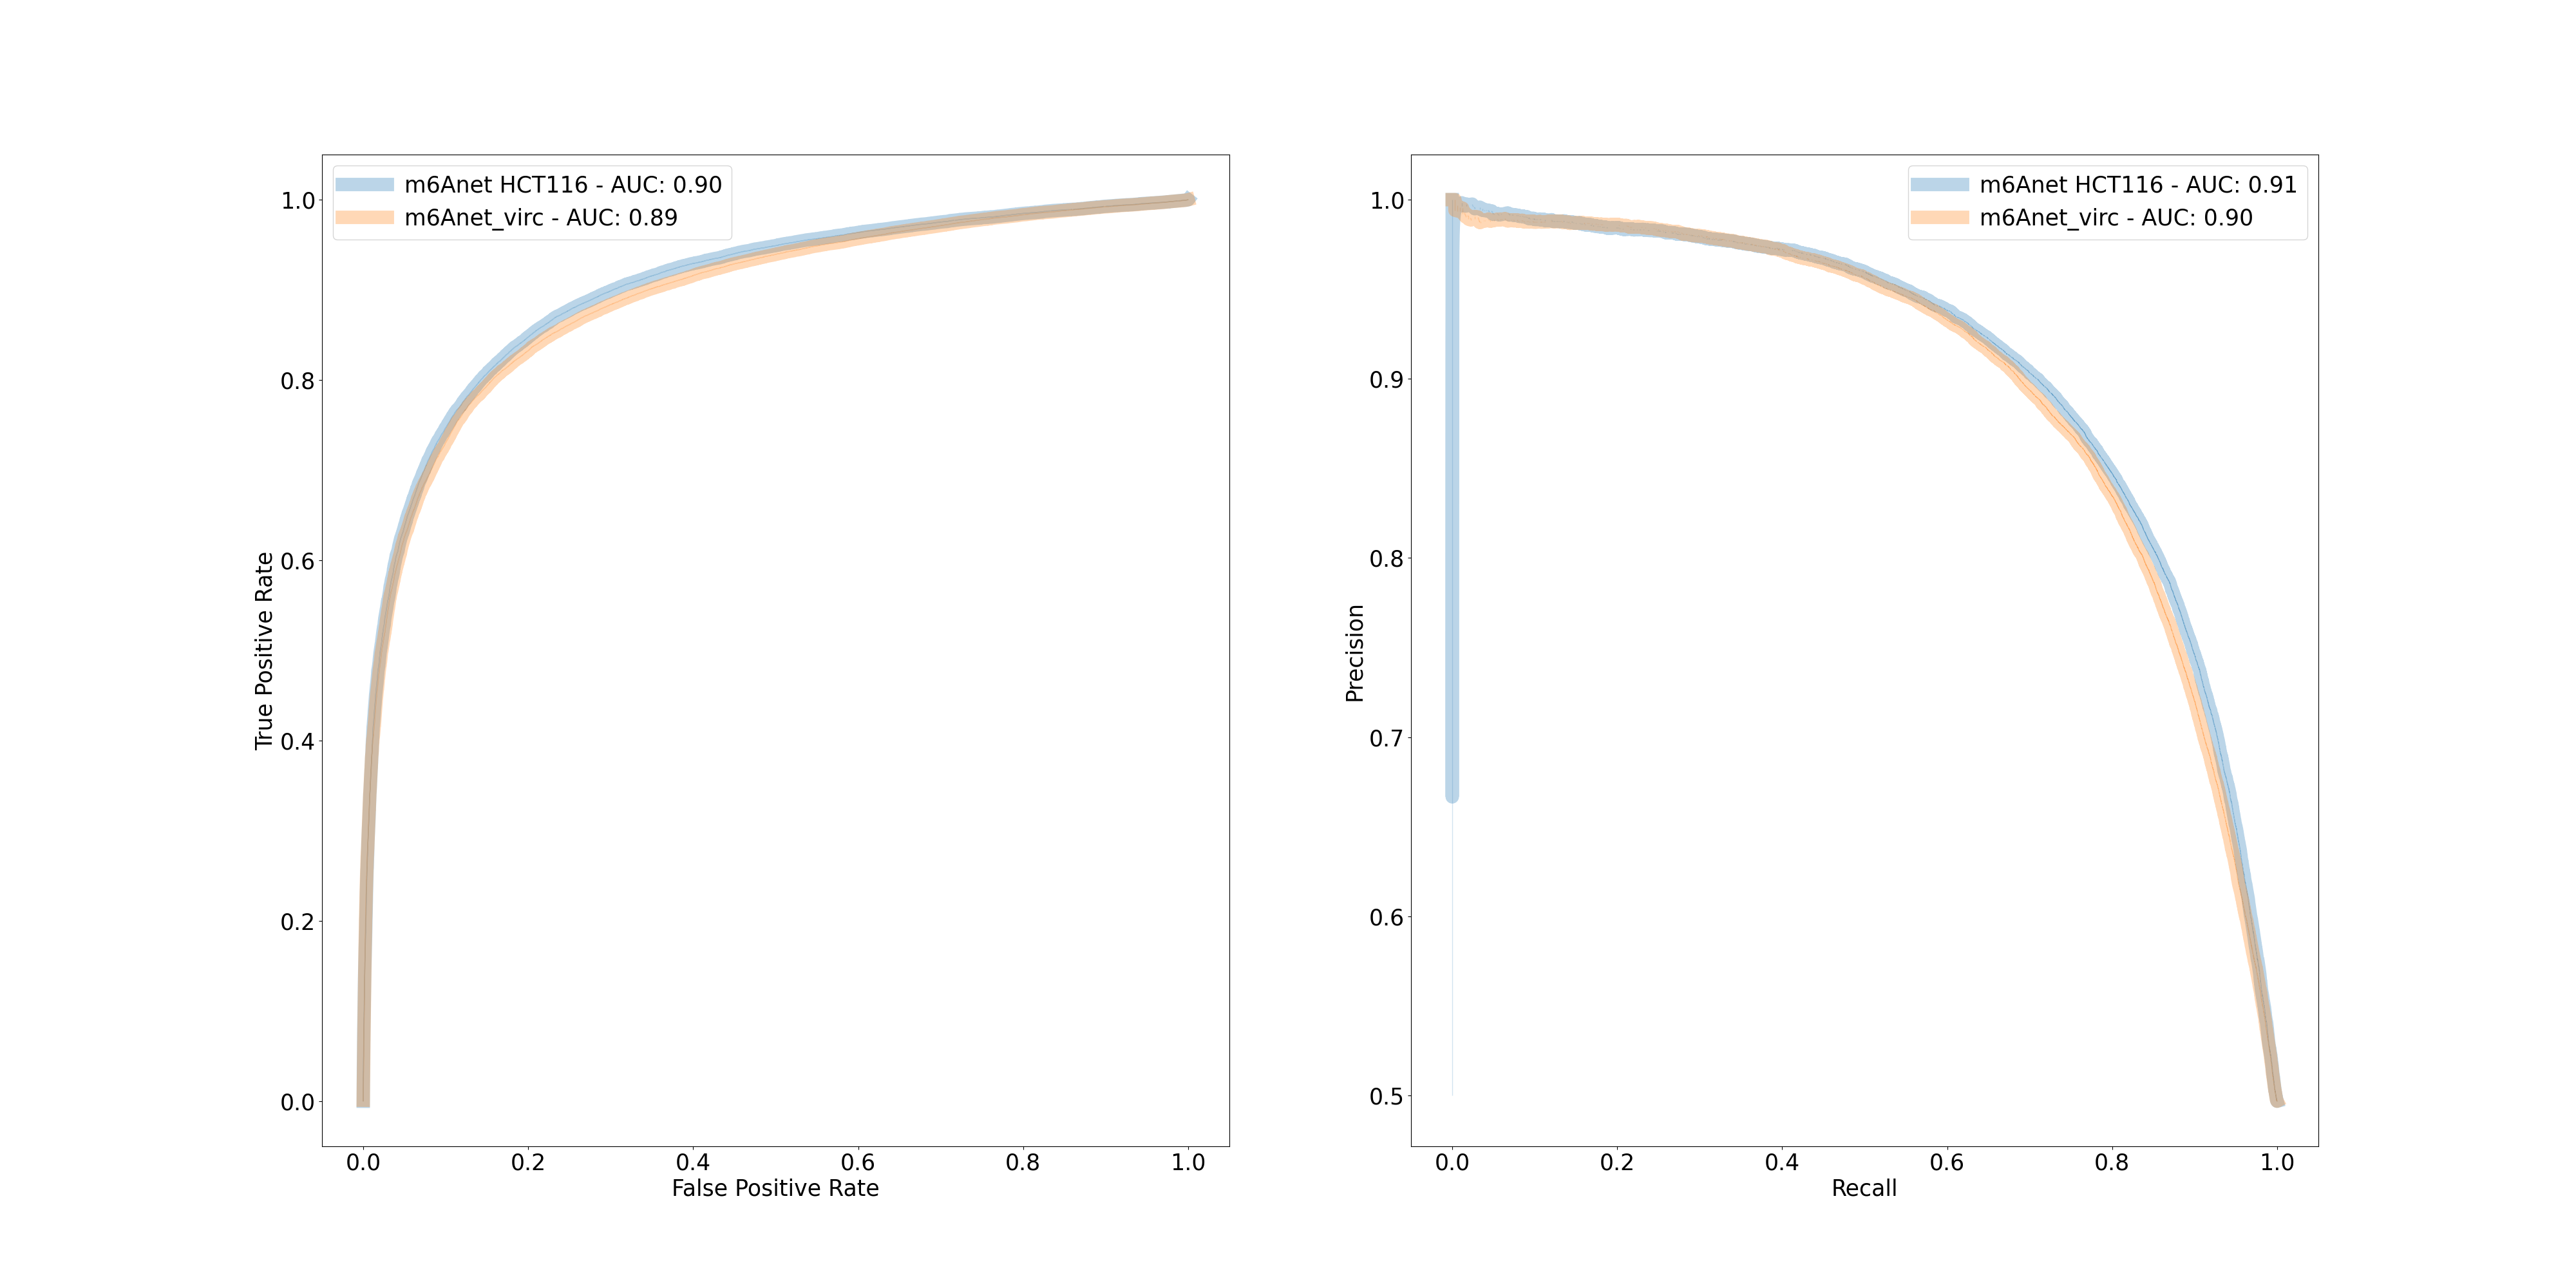 m6Anet HCT116 - AUC: 0.90
m6Anet_virc - AUC: 0.89
1.0
0.8
0.6
0.4
0.2
0.0
True Positive Rate
0.0 0.2 0.4 0.6 0.8 1.0
False Positive Rate
m6Anet HCT116 - AUC: 0.91
m6Anet_virc - AUC: 0.90
1.0
0.9
0.8
0.7
0.6
0.5
Precision
0.0 0.2 0.4 0.6 0.8 1.0
Recall